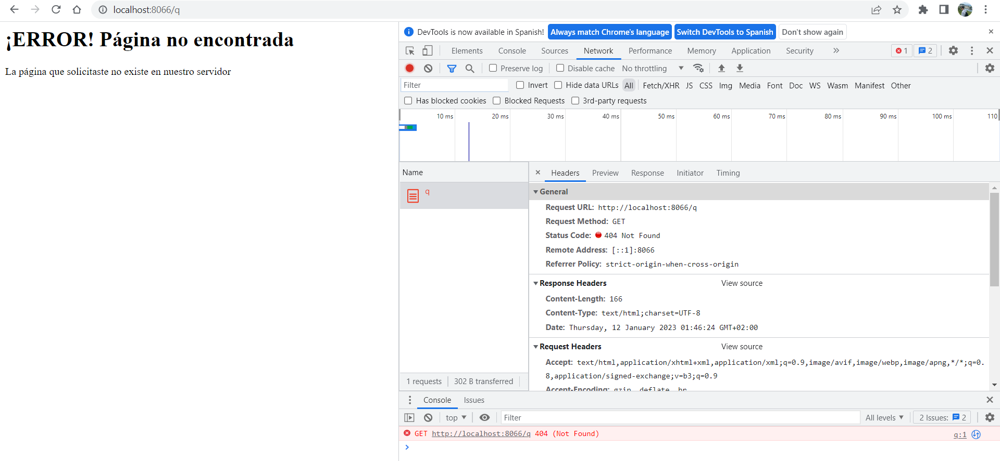 localhost:8066/q
¡ERROR! Página no encontrada
La página que solicitaste no existe en nuestro servidor
DevTools is now available in Spanish! Always match Chrome's language Switch DevTools to Spanish Don't show again
Elements Console Sources Network Performance Memory Application Security 1 2
Preserve log Disable cache No throttling
Filter Invert Hide data URLs All Fetch/XHR JS CSS Img Media Font Doc WS Wasm Manifest Other
Has blocked cookies Blocked Requests 3rd-party requests
10 ms 20 ms 30 ms 40 ms 50 ms 60 ms 70 ms 80 ms 90 ms 100 ms 110
Name
q
1 requests 302 B transferred
Headers Preview Response Initiator Timing
General
Request URL: http://localhost:8066/q
Request Method: GET
Status Code: 404 Not Found
Remote Address: [::1]:8066
Referrer Policy: strict-origin-when-cross-origin
Response Headers View source
Content-Length: 166
Content-Type: text/html;charset=UTF-8
Date: Thursday, 12 January 2023 01:46:24 GMT+02:00
Request Headers View source
Accept: text/html,application/xhtml+xml,application/xml;q=0.9,image/avif,image/webp,image/apng,*/*;q=0.
8,application/signed-exchange;v=b3;q=0.9
Accept-Encoding: gzip, deflate, br
Console Issues
top Filter All levels 2 Issues: 2
GET http://localhost:8066/q 404 (Not Found) q:1